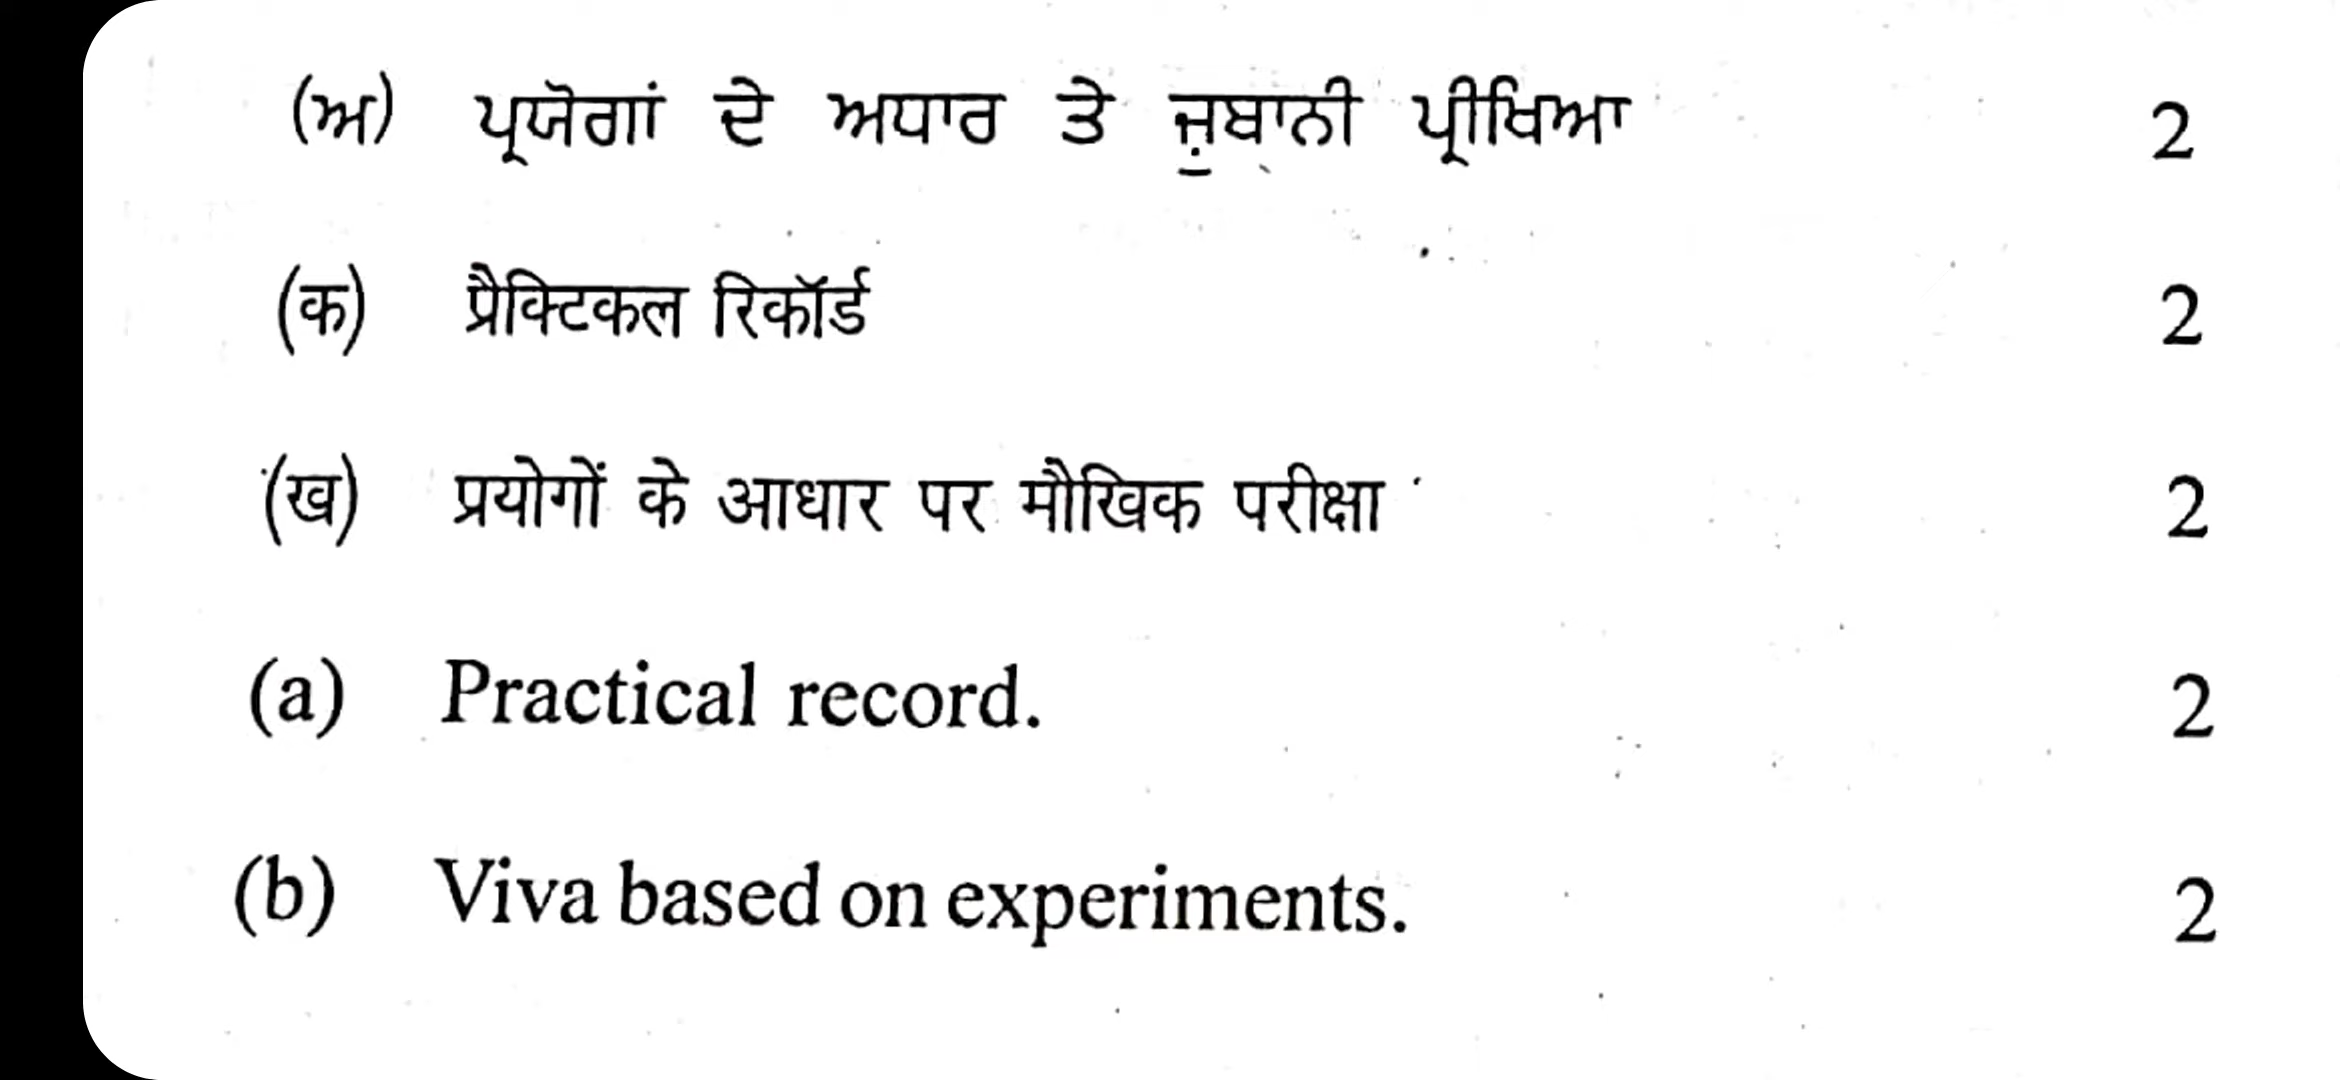 (ਅ) ਪ੍ਰਯੋਗਾਂ ਦੇ ਅਧਾਰ ਤੇ ਜ਼ੁਬਾਨੀ ਪ੍ਰੀਖਿਆ 2
(क) प्रैक्टिकल रिकॉर्ड 2
(ख) प्रयोगों के आधार पर मौखिक परीक्षा 2
(a) Practical record. 2
(b) Viva based on experiments. 2